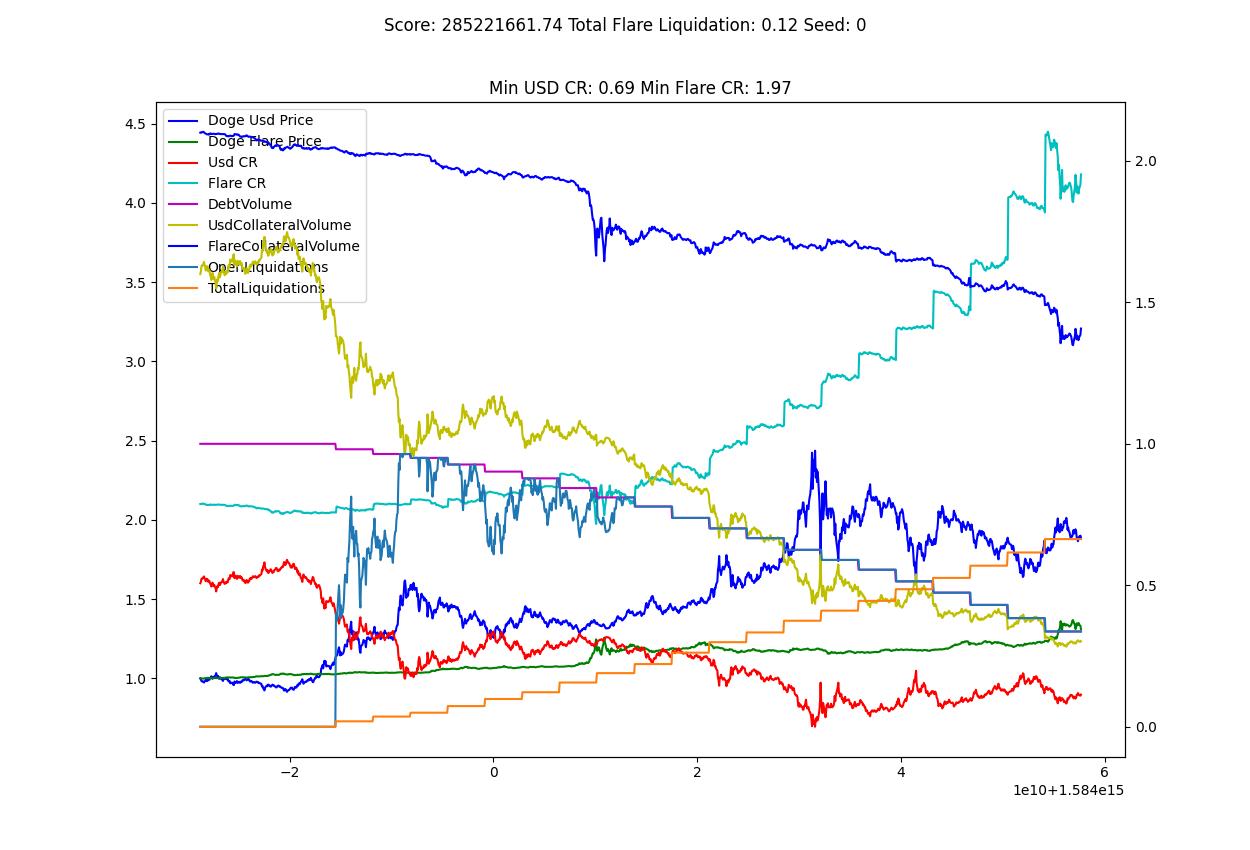 Score: 285221661.74 Total Flare Liquidation: 0.12 Seed: 0
Min USD CR: 0.69 Min Flare CR: 1.97
Doge Usd Price
Doge Flare Price
Usd CR
Flare CR
DebtVolume
UsdCollateralVolume
FlareCollateralVolume
OpenLiquidations
TotalLiquidations
4.5
4.0
3.5
3.0
2.5
2.0
1.5
1.0
2.0
1.5
1.0
0.5
0.0
−2
0
2
4
6
1e10+1.584e15